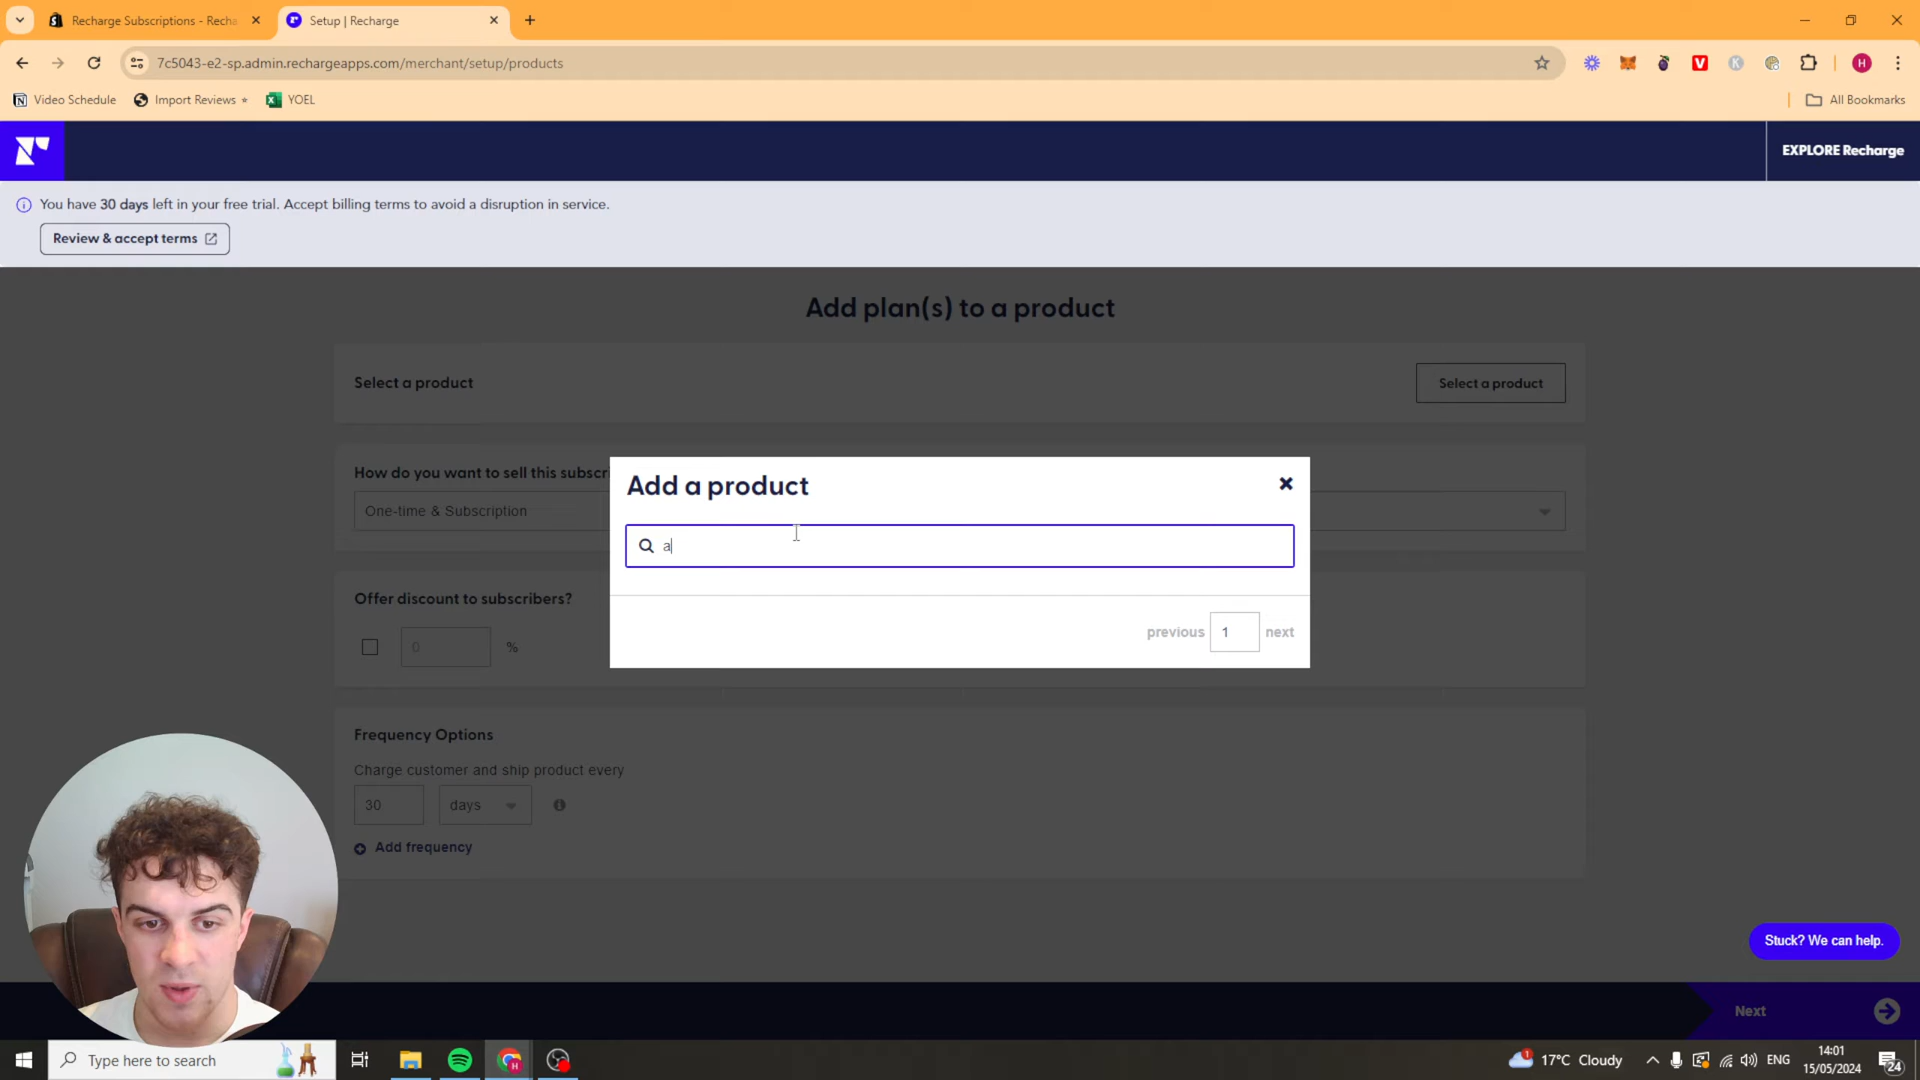 Recharge Subscriptions - Recha
Setup | Recharge
7c5043-e2-sp.admin.rechargeapps.com/merchant/setup/products
Video Schedule
Import Reviews
YOEL
All Bookmarks
EXPLORE Recharge
You have 30 days left in your free trial. Accept billing terms to avoid a disruption in service.
Review & accept terms
Add plan(s) to a product
Select a product
Select a product
How do you want to sell this subscri
One-time & Subscription
Add a product
a
previous 1 next
Offer discount to subscribers?
0 %
Frequency Options
Charge customer and ship product every
30 days
Add frequency
Stuck? We can help.
Next
Type here to search
17°C Cloudy
ENG
14:01
15/05/2024
24